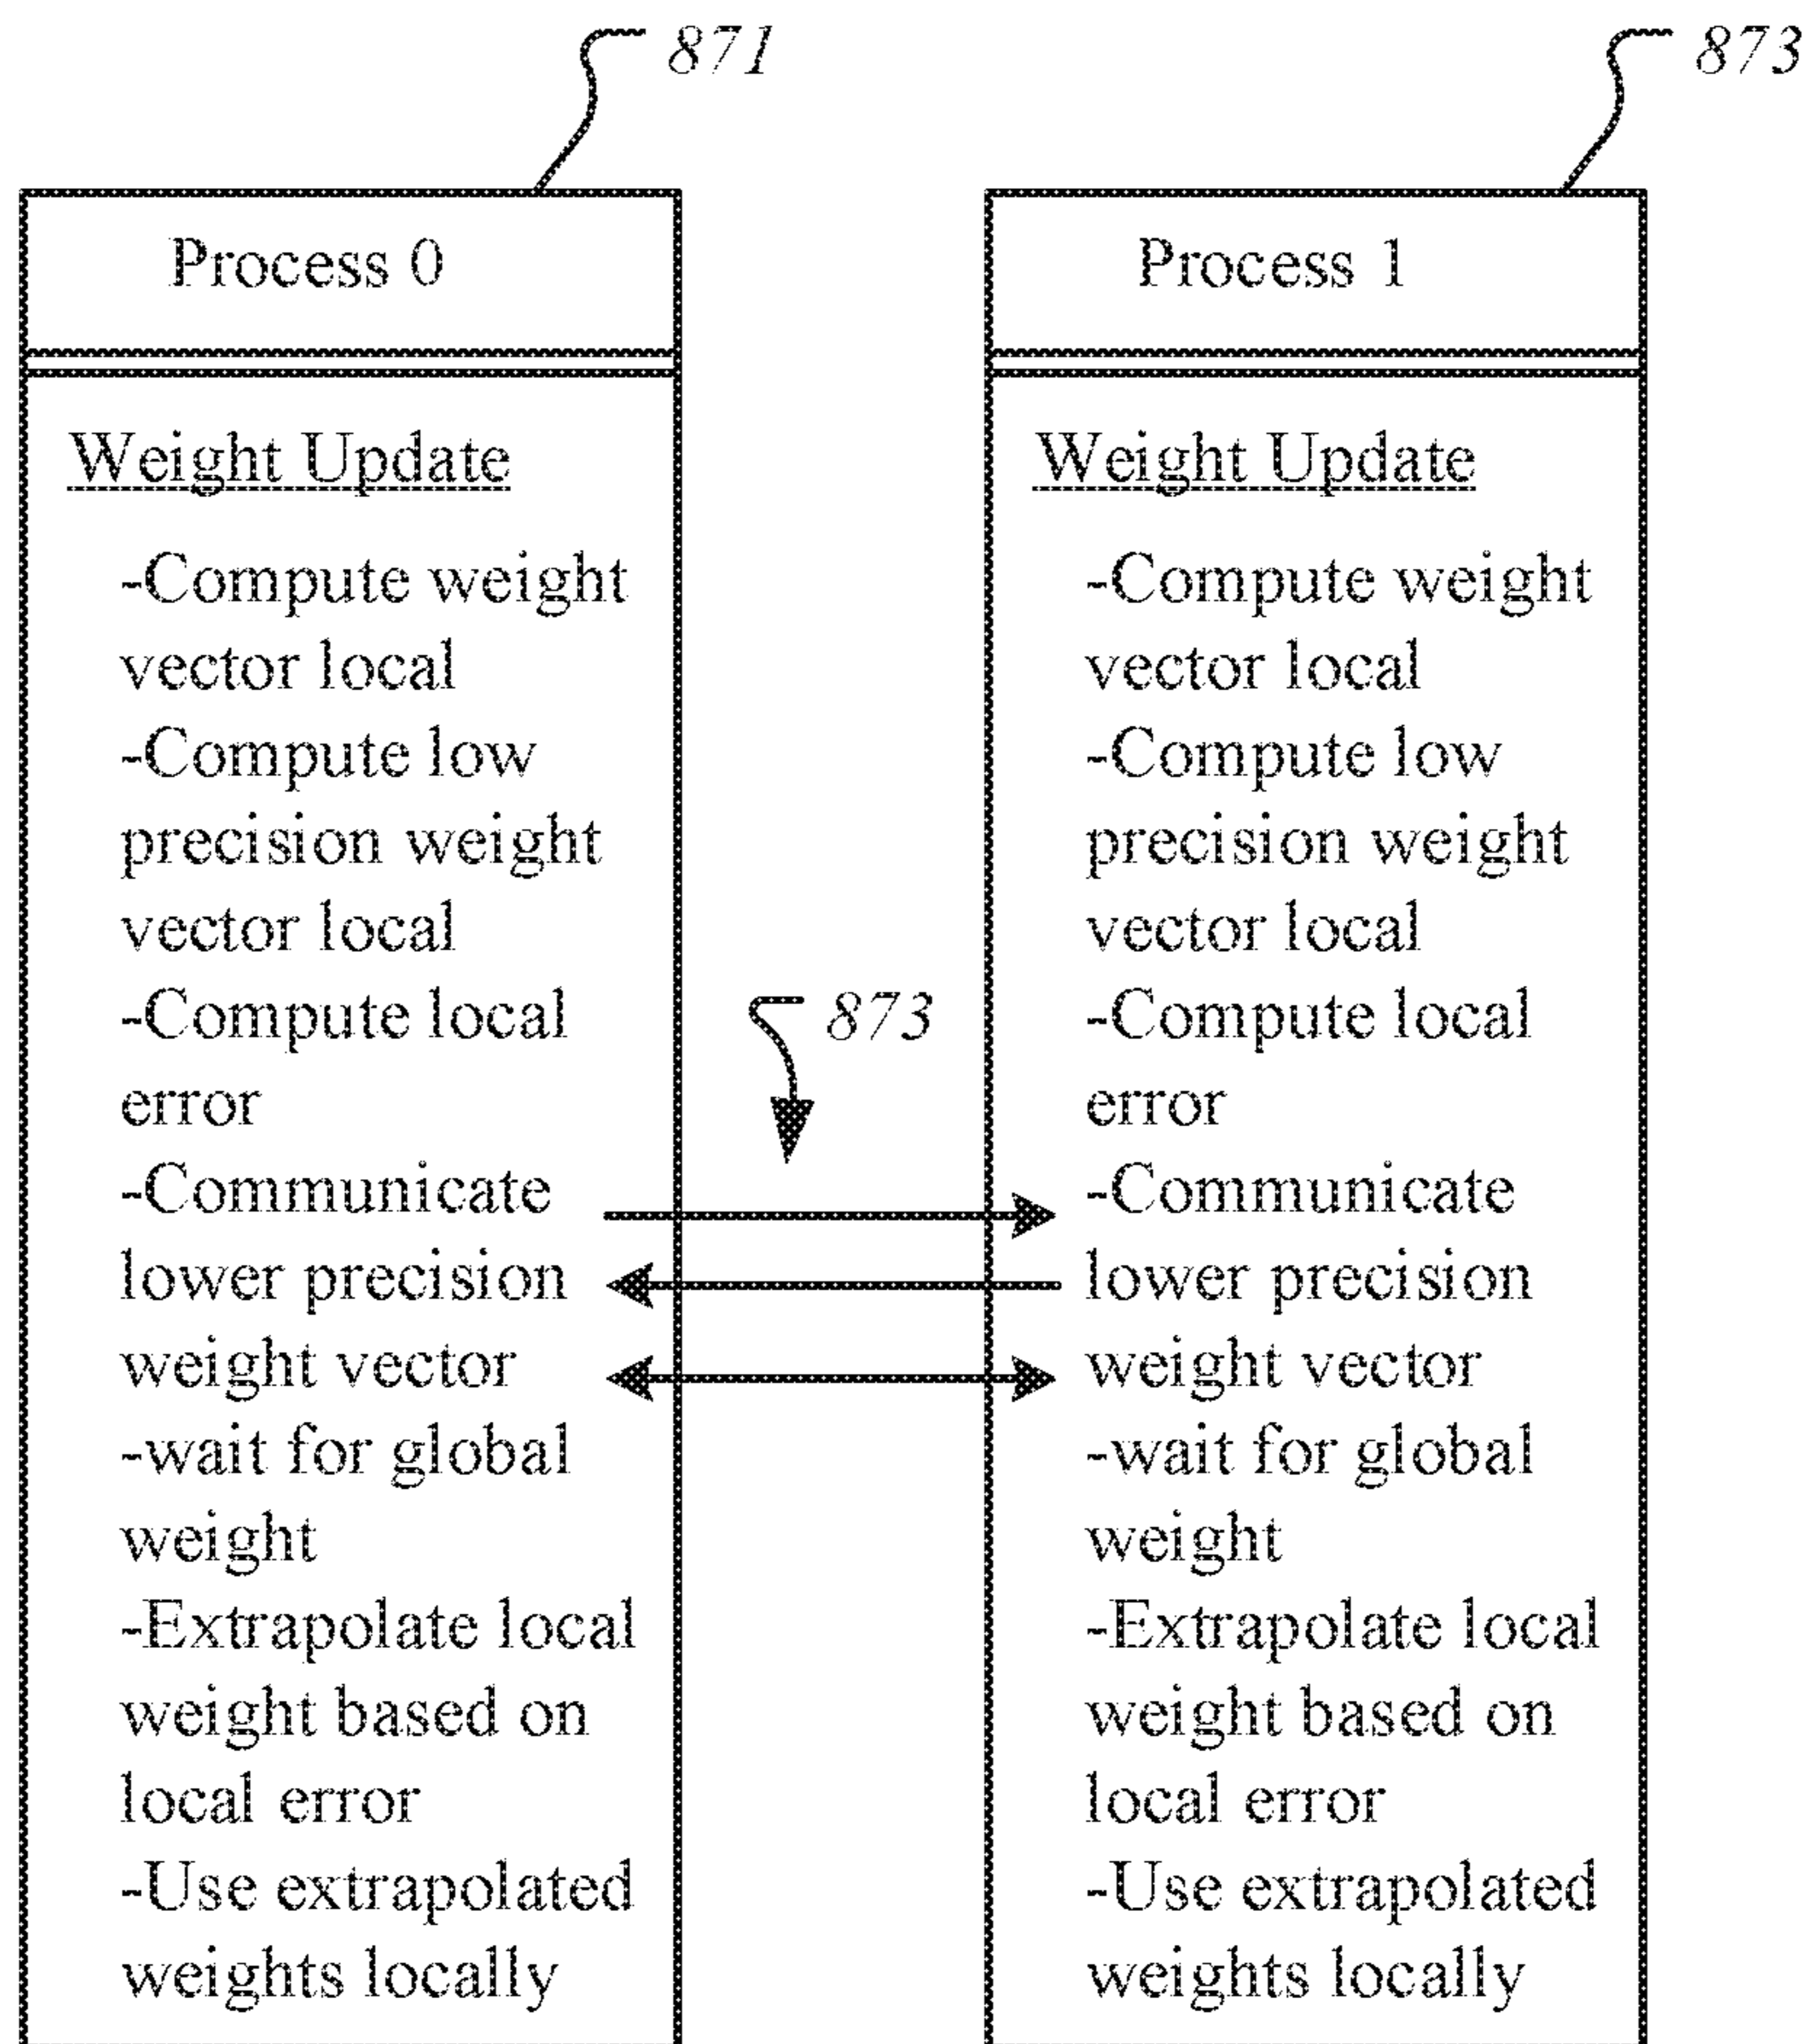 871
873
Process 0
Weight Update
-Compute weight
vector local
-Compute low
precision weight
vector local
-Compute local
error
-Communicate
lower precision
weight vector
-wait for global
weight
-Extrapolate local
weight based on
local error
-Use extrapolated
weights locally
873
Process 1
Weight Update
-Compute weight
vector local
-Compute low
precision weight
vector local
-Compute local
error
-Communicate
lower precision
weight vector
-wait for global
weight
-Extrapolate local
weight based on
local error
-Use extrapolated
weights locally